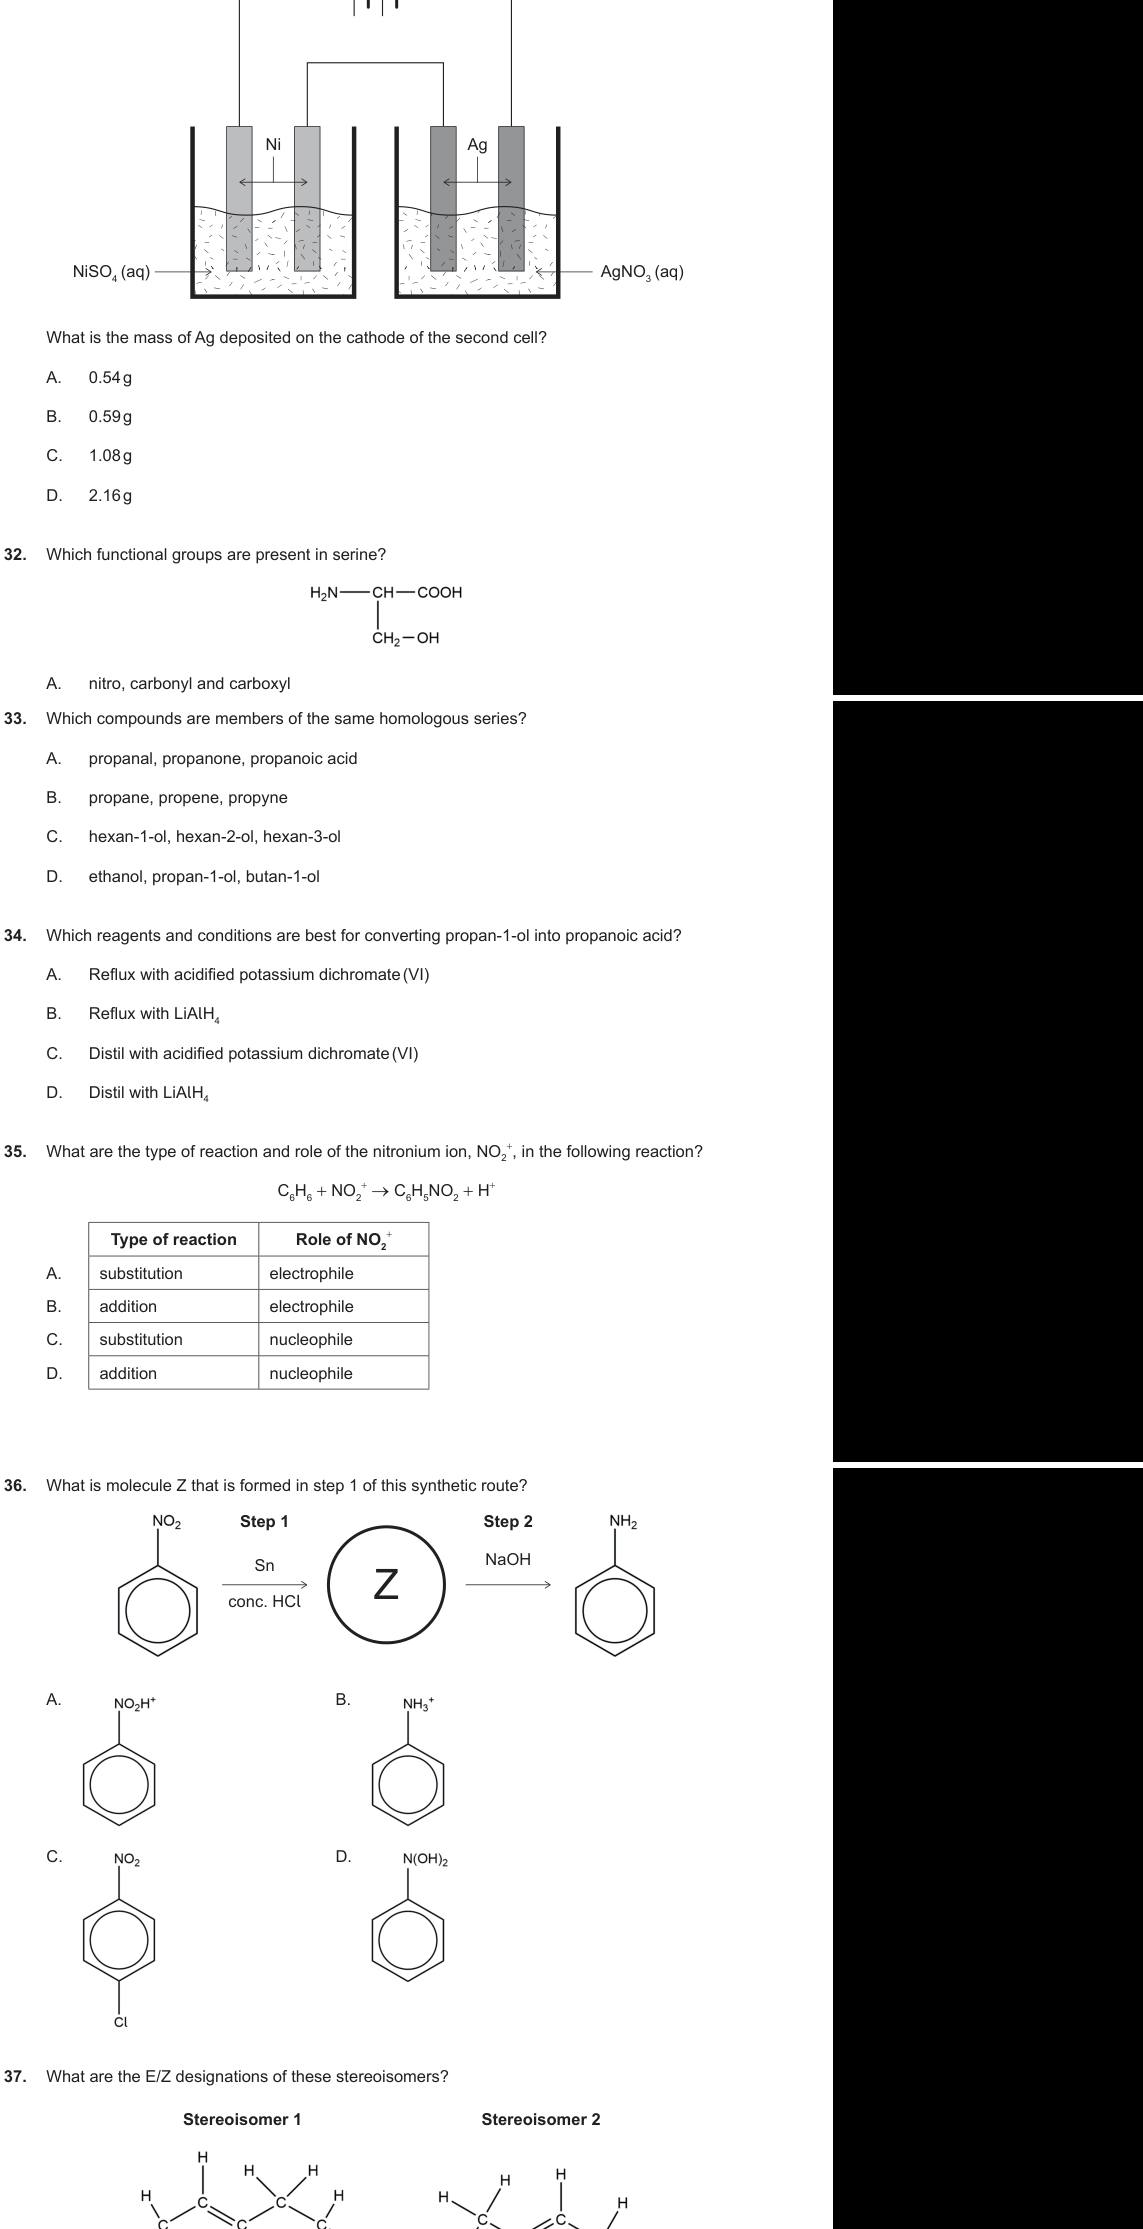 Ni
Ag
NiSO₄ (aq)
AgNO₃ (aq)
What is the mass of Ag deposited on the cathode of the second cell?
A. 0.54 g
B. 0.59 g
C. 1.08 g
D. 2.16 g
32. Which functional groups are present in serine?
H₂N—CH—COOH
CH₂—OH
A. nitro, carbonyl and carboxyl
33. Which compounds are members of the same homologous series?
A. propanal, propanone, propanoic acid
B. propane, propene, propyne
C. hexan-1-ol, hexan-2-ol, hexan-3-ol
D. ethanol, propan-1-ol, butan-1-ol
34. Which reagents and conditions are best for converting propan-1-ol into propanoic acid?
A. Reflux with acidified potassium dichromate (VI)
B. Reflux with LiAlH₄
C. Distil with acidified potassium dichromate (VI)
D. Distil with LiAlH₄
35. What are the type of reaction and role of the nitronium ion, NO₂⁺, in the following reaction?
C₆H₆ + NO₂⁺ → C₆H₅NO₂ + H⁺
Type of reaction Role of NO₂⁺
A. substitution electrophile
B. addition electrophile
C. substitution nucleophile
D. addition nucleophile
36. What is molecule Z that is formed in step 1 of this synthetic route?
NO₂ Step 1 Step 2 NH₂
Sn Z NaOH
conc. HCl
A. NO₂H⁺ B. NH₃⁺
C. NO₂ D. N(OH)₂
Cl
37. What are the E/Z designations of these stereoisomers?
Stereoisomer 1 Stereoisomer 2
H H H H H
H C C H H C C H
C C C